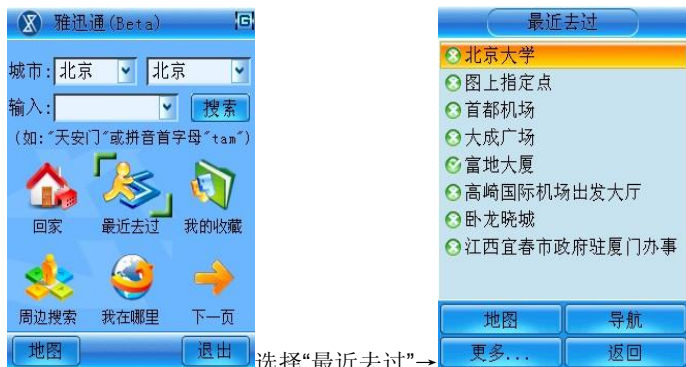 雅迅通(Beta)
G
城市: 北京 北京
输入: 搜索
(如:"天安门"或拼音首字母"tam")
回家 最近去过 我的收藏
周边搜索 我在哪里 下一页
地图 退出
选择“最近去过”→
最近去过
北京大学
图上指定点
首都机场
大成广场
富地大厦
高崎国际机场出发大厅
卧龙晓城
江西宜春市政府驻厦门办事
地图 导航
更多... 返回